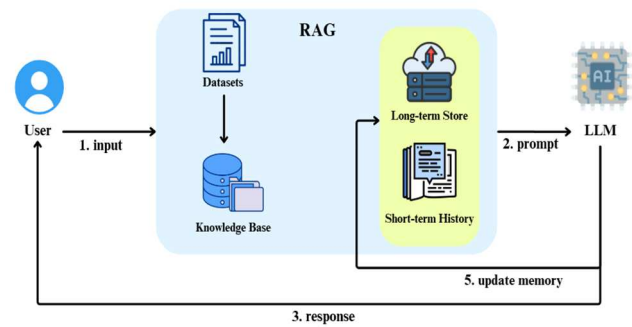 RAG
Datasets
Long-term Store
User
1. input
2. prompt
AI
LLM
Knowledge Base
Short-term History
5. update memory
3. response